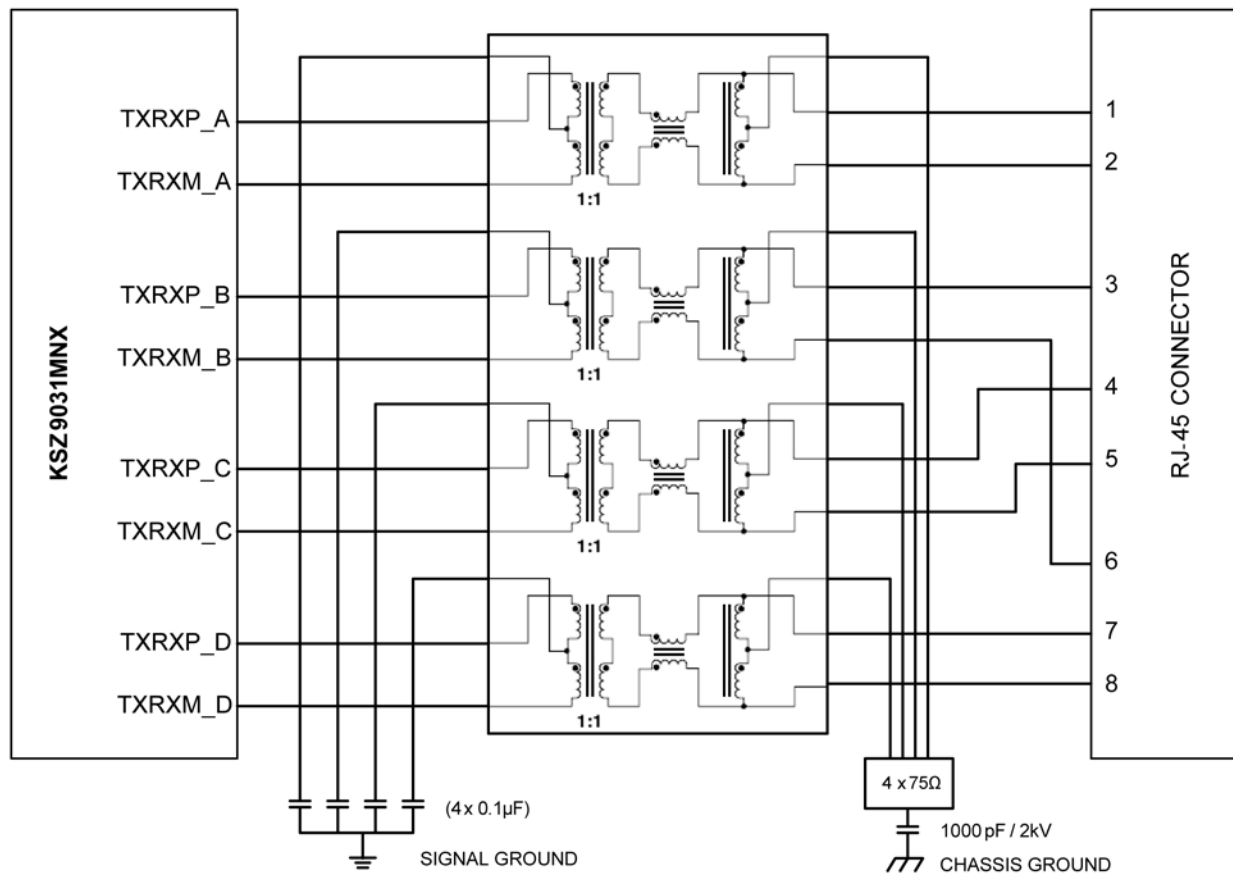 KSZ9031MNX
TXRXP_A
TXRXM_A
TXRXP_B
TXRXM_B
TXRXP_C
TXRXM_C
TXRXP_D
TXRXM_D
1:1
1:1
1:1
1:1
1
2
3
4
5
6
7
8
RJ-45 CONNECTOR
(4x 0.1µF)
SIGNAL GROUND
4 x 75Ω
1000 pF / 2kV
CHASSIS GROUND